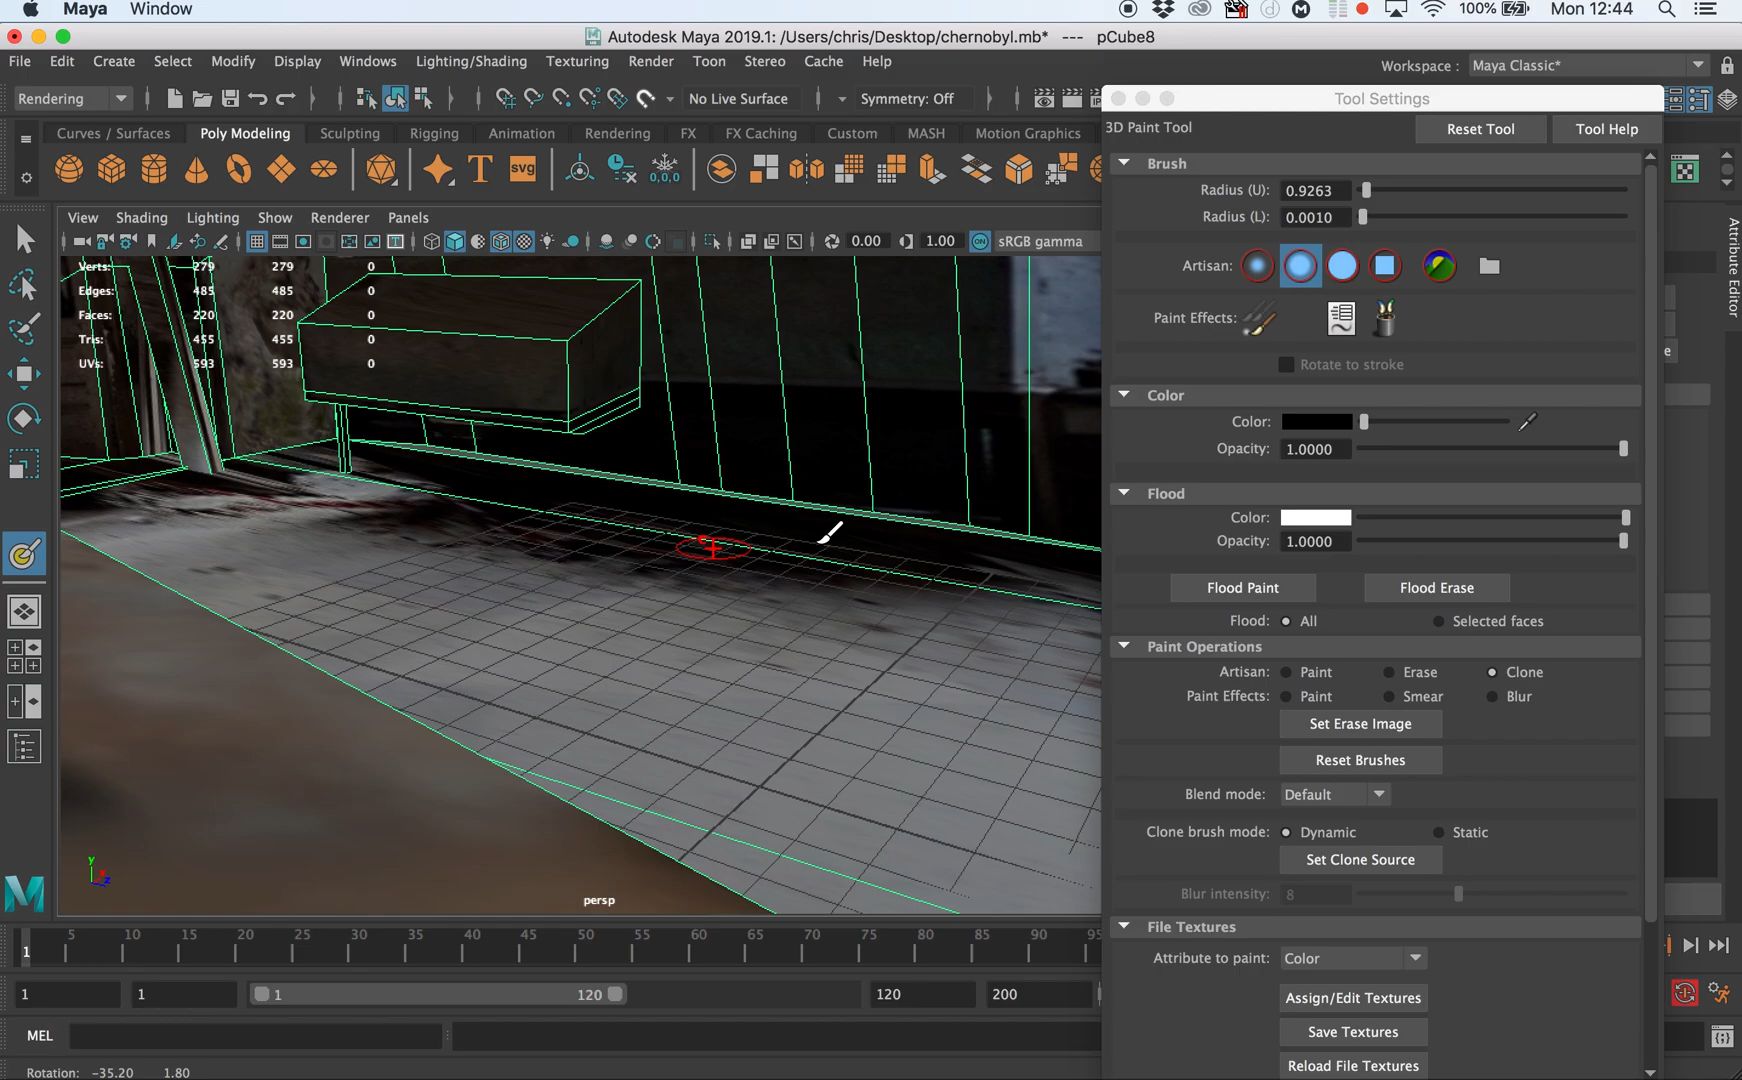 Maya Window 100% Mon 12:44
Autodesk Maya 2019.1: /Users/chris/Desktop/chernobyl.mb* --- pCube8
File Edit Create Select Modify Display Windows Lighting/Shading Texturing Render Toon Stereo Cache Help
Workspace : Maya Classic*
Rendering No Live Surface Symmetry: Off
Tool Settings
3D Paint Tool Reset Tool Tool Help
Curves / Surfaces Poly Modeling Sculpting Rigging Animation Rendering FX FX Caching Custom MASH Motion Graphics
T svg 0,0,0
Brush
Radius (U): 0.9263
Radius (L): 0.0010
View Shading Lighting Show Renderer Panels
0.00 1.00 ON sRGB gamma
Artisan:
Paint Effects:
Rotate to stroke
Verts: 279 279 0
Edges: 485 485 0
Faces: 220 220 0
Tris: 455 455 0
UVs: 593 593 0
Attribute Editor
e
Color
Color:
Opacity: 1.0000
Flood
Color:
Opacity: 1.0000
Flood Paint Flood Erase
Flood: All Selected faces
Paint Operations
Artisan: Paint Erase Clone
Paint Effects: Paint Smear Blur
Set Erase Image
Reset Brushes
Blend mode: Default
Clone brush mode: Dynamic Static
Set Clone Source
Blur intensity: 8
File Textures
Attribute to paint: Color
Assign/Edit Textures
Save Textures
Reload File Textures
y
persp
1 5 10 15 20 25 30 35 40 45 50 55 60 65 70 75 80 85 90 95
1 1 1 120 120 200
MEL
Rotation: -35.20 1.80